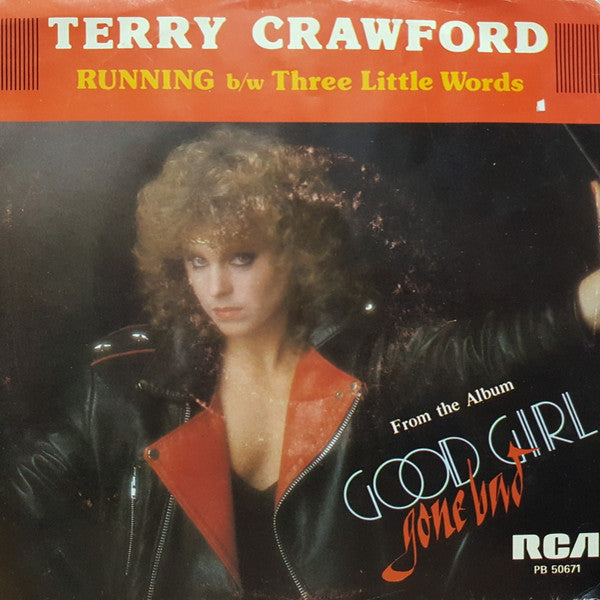 TERRY CRAWFORD
RUNNING b/w Three Little Words
From the Album
GOOD GIRL
gone bad
RCA
PB 50671